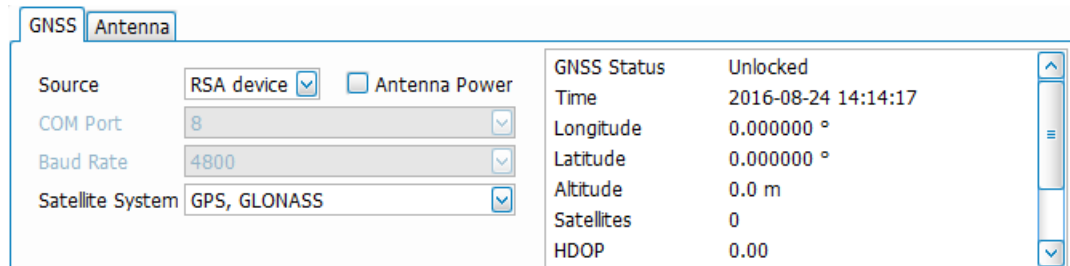 GNSS Antenna
Source RSA device Antenna Power
COM Port 8
Baud Rate 4800
Satellite System GPS, GLONASS
GNSS Status Unlocked
Time 2016-08-24 14:14:17
Longitude 0.000000 °
Latitude 0.000000 °
Altitude 0.0 m
Satellites 0
HDOP 0.00